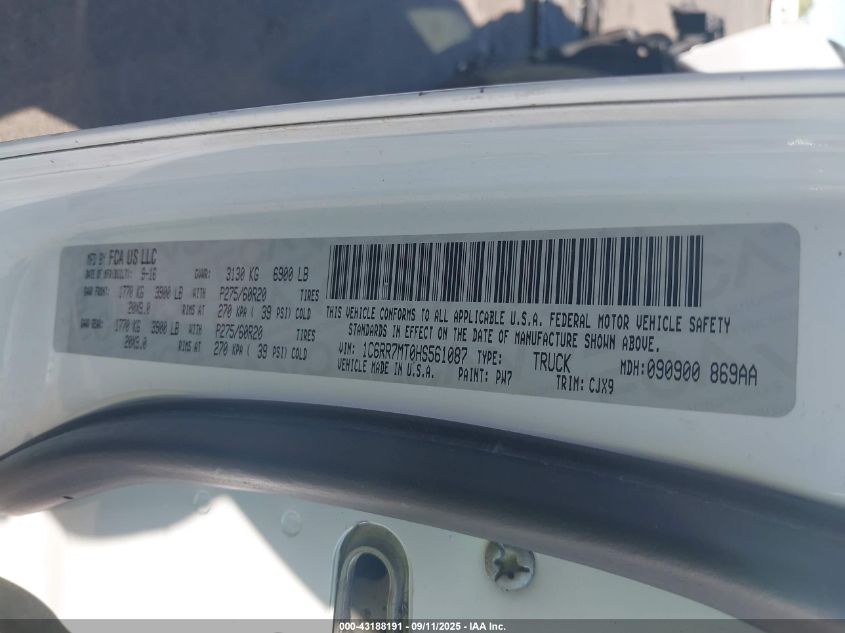 MFD BY FCA US LLC
DATE OF MFR(BUILT): 9-16 GVWR: 3130 KG 6900 LB
GAWR FRONT: 1770 KG 3900 LB WITH P275/60R20 TIRES
20X9.0 RIMS AT 270 KPA ( 39 PSI) COLD
GAWR REAR: 1770 KG 3900 LB WITH P275/60R20 TIRES
20X9.0 RIMS AT 270 KPA ( 39 PSI) COLD
THIS VEHICLE CONFORMS TO ALL APPLICABLE U.S.A. FEDERAL MOTOR VEHICLE SAFETY
STANDARDS IN EFFECT ON THE DATE OF MANUFACTURE SHOWN ABOVE.
VIN: 1C6RR7MT0HS561087 TYPE: TRUCK MDH:090900 869AA
VEHICLE MADE IN U.S.A. PAINT: PW7 TRIM: CJX9
000-43188191 - 09/11/2025 - IAA Inc.